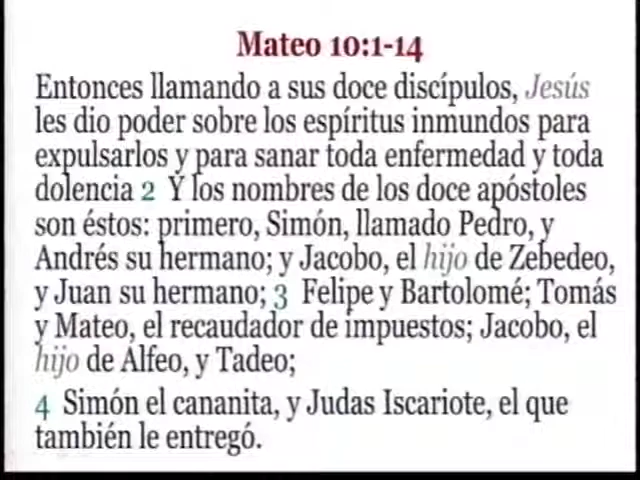 Mateo 10:1-14
Entonces llamando a sus doce discípulos, Jesús
les dio poder sobre los espíritus inmundos para
expulsarlos y para sanar toda enfermedad y toda
dolencia 2 Y los nombres de los doce apóstoles
son éstos: primero, Simón, llamado Pedro, y
Andrés su hermano; y Jacobo, el hijo de Zebedeo,
y Juan su hermano; 3 Felipe y Bartolomé; Tomás
y Mateo, el recaudador de impuestos; Jacobo, el
hijo de Alfeo, y Tadeo;
4 Simón el cananita, y Judas Iscariote, el que
también le entregó.